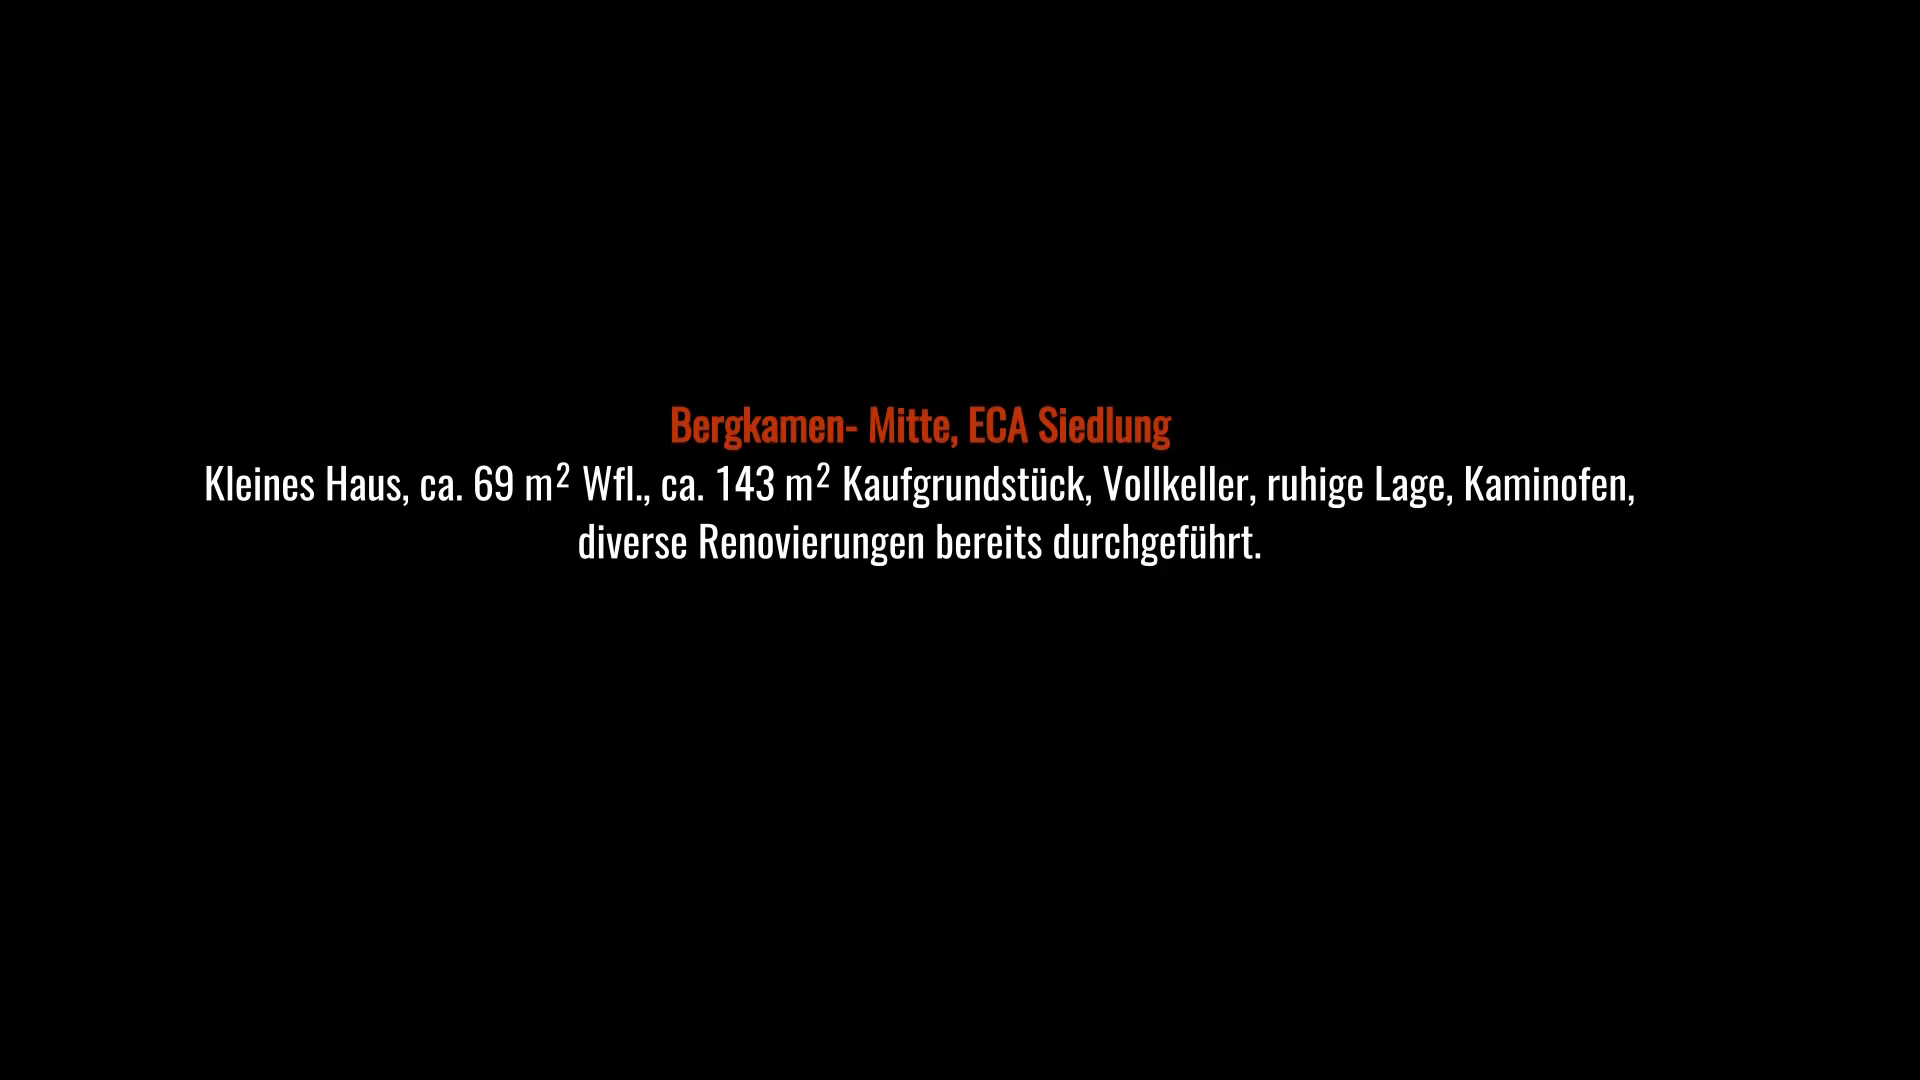 Bergkamen- Mitte, ECA Siedlung
Kleines Haus, ca. 69 m² Wfl., ca. 143 m² Kaufgrundstück, Vollkeller, ruhige Lage, Kaminofen,
diverse Renovierungen bereits durchgeführt.